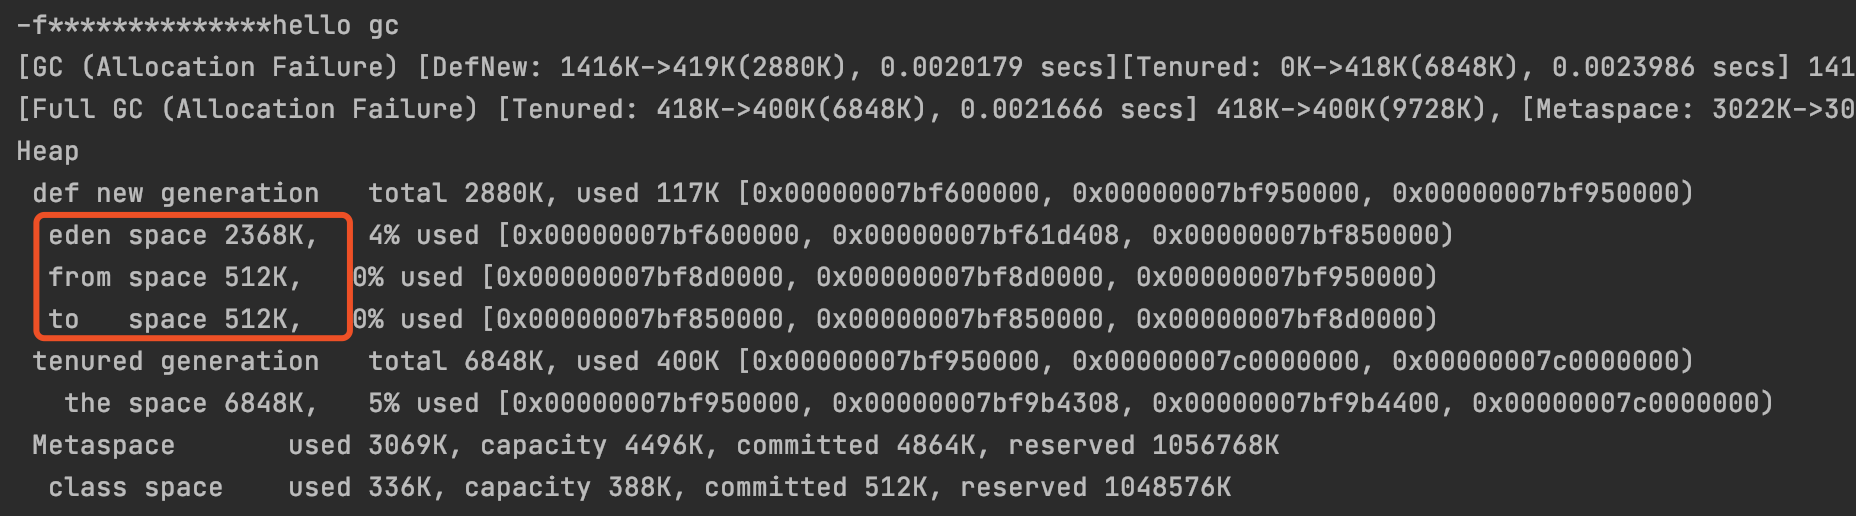 -f**************hello gc
[GC (Allocation Failure) [DefNew: 1416K->419K(2880K), 0.0020179 secs][Tenured: 0K->418K(6848K), 0.0023986 secs] 141
[Full GC (Allocation Failure) [Tenured: 418K->400K(6848K), 0.0021666 secs] 418K->400K(9728K), [Metaspace: 3022K->30
Heap
def new generation   total 2880K, used 117K [0x00000007bf600000, 0x00000007bf950000, 0x00000007bf950000)
eden space 2368K,   4% used [0x00000007bf600000, 0x00000007bf61d408, 0x00000007bf850000)
from space 512K,   0% used [0x00000007bf8d0000, 0x00000007bf8d0000, 0x00000007bf950000)
to   space 512K,   0% used [0x00000007bf850000, 0x00000007bf850000, 0x00000007bf8d0000)
tenured generation   total 6848K, used 400K [0x00000007bf950000, 0x00000007c0000000, 0x00000007c0000000)
the space 6848K,   5% used [0x00000007bf950000, 0x00000007bf9b4308, 0x00000007bf9b4400, 0x00000007c0000000)
Metaspace       used 3069K, capacity 4496K, committed 4864K, reserved 1056768K
class space    used 336K, capacity 388K, committed 512K, reserved 1048576K